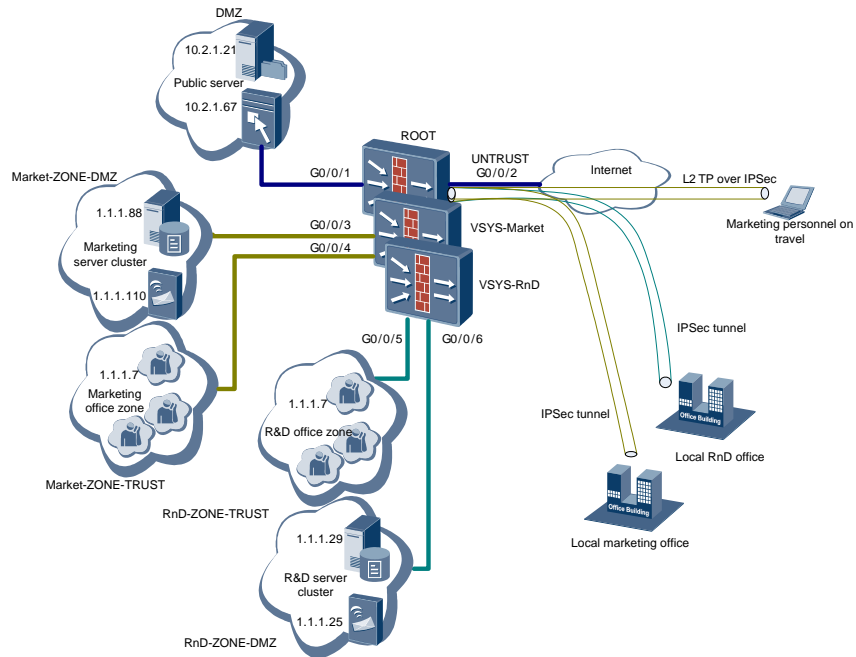 DMZ
10.2.1.21
Public server
10.2.1.67
ROOT
G0/0/1
UNTRUST
G0/0/2
Internet
L2 TP over IPSec
Marketing personnel on
travel
Market-ZONE-DMZ
1.1.1.88
Marketing
server cluster
1.1.1.110
G0/0/3
G0/0/4
VSYS-Market
VSYS-RnD
G0/0/5
G0/0/6
1.1.1.7
Marketing
office zone
Market-ZONE-TRUST
1.1.1.7
R&D office zone
RnD-ZONE-TRUST
1.1.1.29
R&D server
cluster
1.1.1.25
RnD-ZONE-DMZ
IPSec tunnel
IPSec tunnel
Office Building
Local RnD office
Office Building
Local marketing office